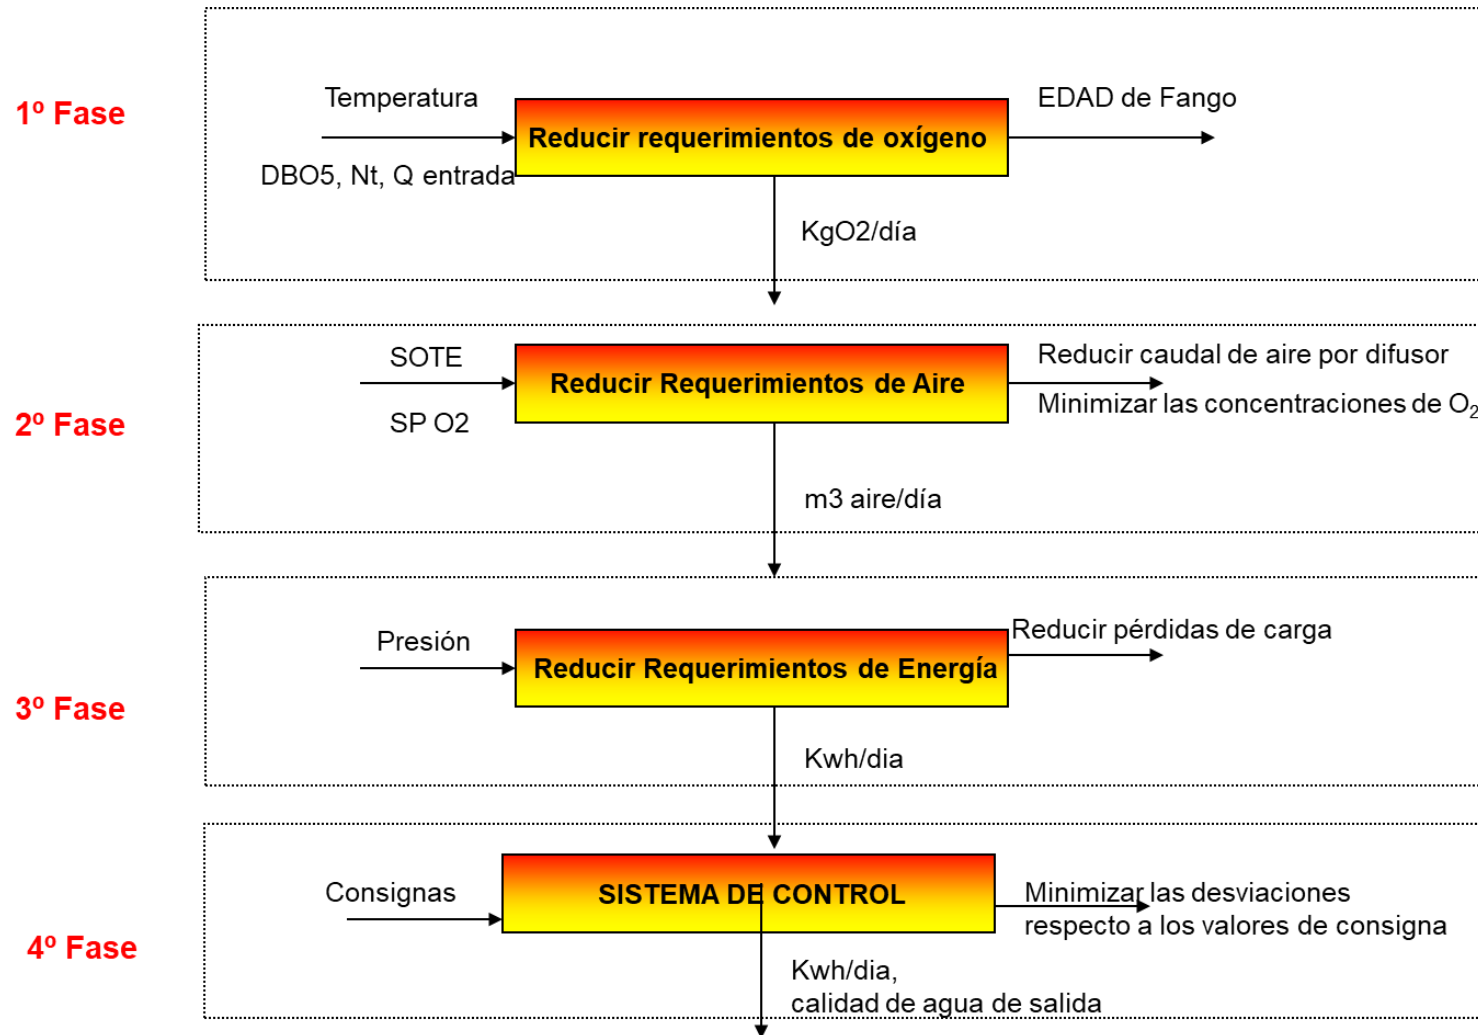 1º Fase
Temperatura
DBO5, Nt, Q entrada
Reducir requerimientos de oxígeno
EDAD de Fango
KgO2/día
2º Fase
SOTE
SP O2
Reducir Requerimientos de Aire
Reducir caudal de aire por difusor
Minimizar las concentraciones de O₂
m3 aire/día
3º Fase
Presión
Reducir Requerimientos de Energía
Reducir pérdidas de carga
Kwh/dia
4º Fase
Consignas
SISTEMA DE CONTROL
Minimizar las desviaciones
respecto a los valores de consigna
Kwh/dia,
calidad de agua de salida